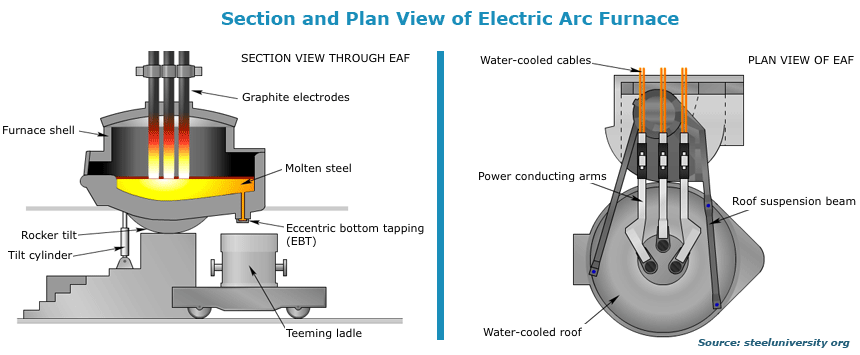 Section and Plan View of Electric Arc Furnace
SECTION VIEW THROUGH EAF
Graphite electrodes
Furnace shell
Molten steel
Eccentric bottom tapping
(EBT)
Rocker tilt
Tilt cylinder
Teeming ladle
Water-cooled cables
PLAN VIEW OF EAF
Power conducting arms
Roof suspension beam
Water-cooled roof
Source: steeluniversity org